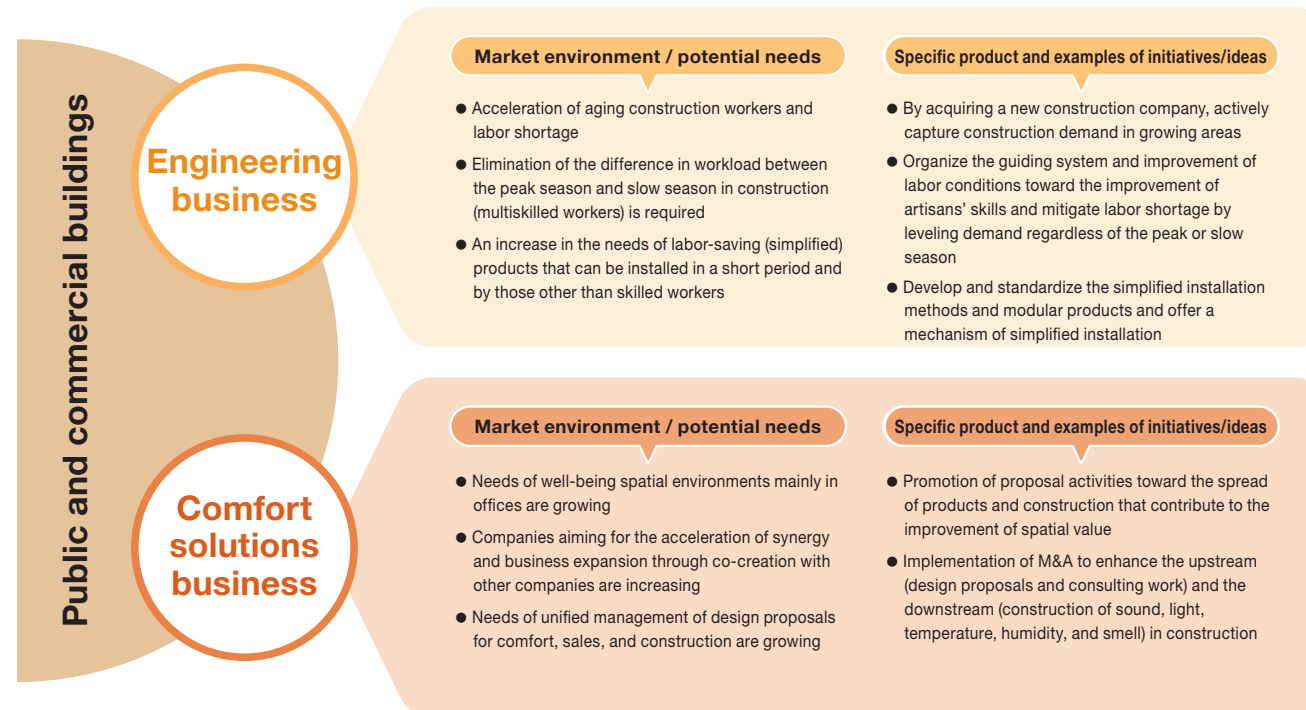 Public and commercial buildings
Engineering
business
Market environment / potential needs
● Acceleration of aging construction workers and
labor shortage
● Elimination of the difference in workload between
the peak season and slow season in construction
(multiskilled workers) is required
● An increase in the needs of labor-saving (simplified)
products that can be installed in a short period and
by those other than skilled workers
Specific product and examples of initiatives/ideas
● By acquiring a new construction company, actively
capture construction demand in growing areas
● Organize the guiding system and improvement of
labor conditions toward the improvement of
artisans’ skills and mitigate labor shortage by
leveling demand regardless of the peak or slow
season
● Develop and standardize the simplified installation
methods and modular products and offer a
mechanism of simplified installation
Comfort
solutions
business
Market environment / potential needs
● Needs of well-being spatial environments mainly in
offices are growing
● Companies aiming for the acceleration of synergy
and business expansion through co-creation with
other companies are increasing
● Needs of unified management of design proposals
for comfort, sales, and construction are growing
Specific product and examples of initiatives/ideas
● Promotion of proposal activities toward the spread
of products and construction that contribute to the
improvement of spatial value
● Implementation of M&A to enhance the upstream
(design proposals and consulting work) and the
downstream (construction of sound, light,
temperature, humidity, and smell) in construction